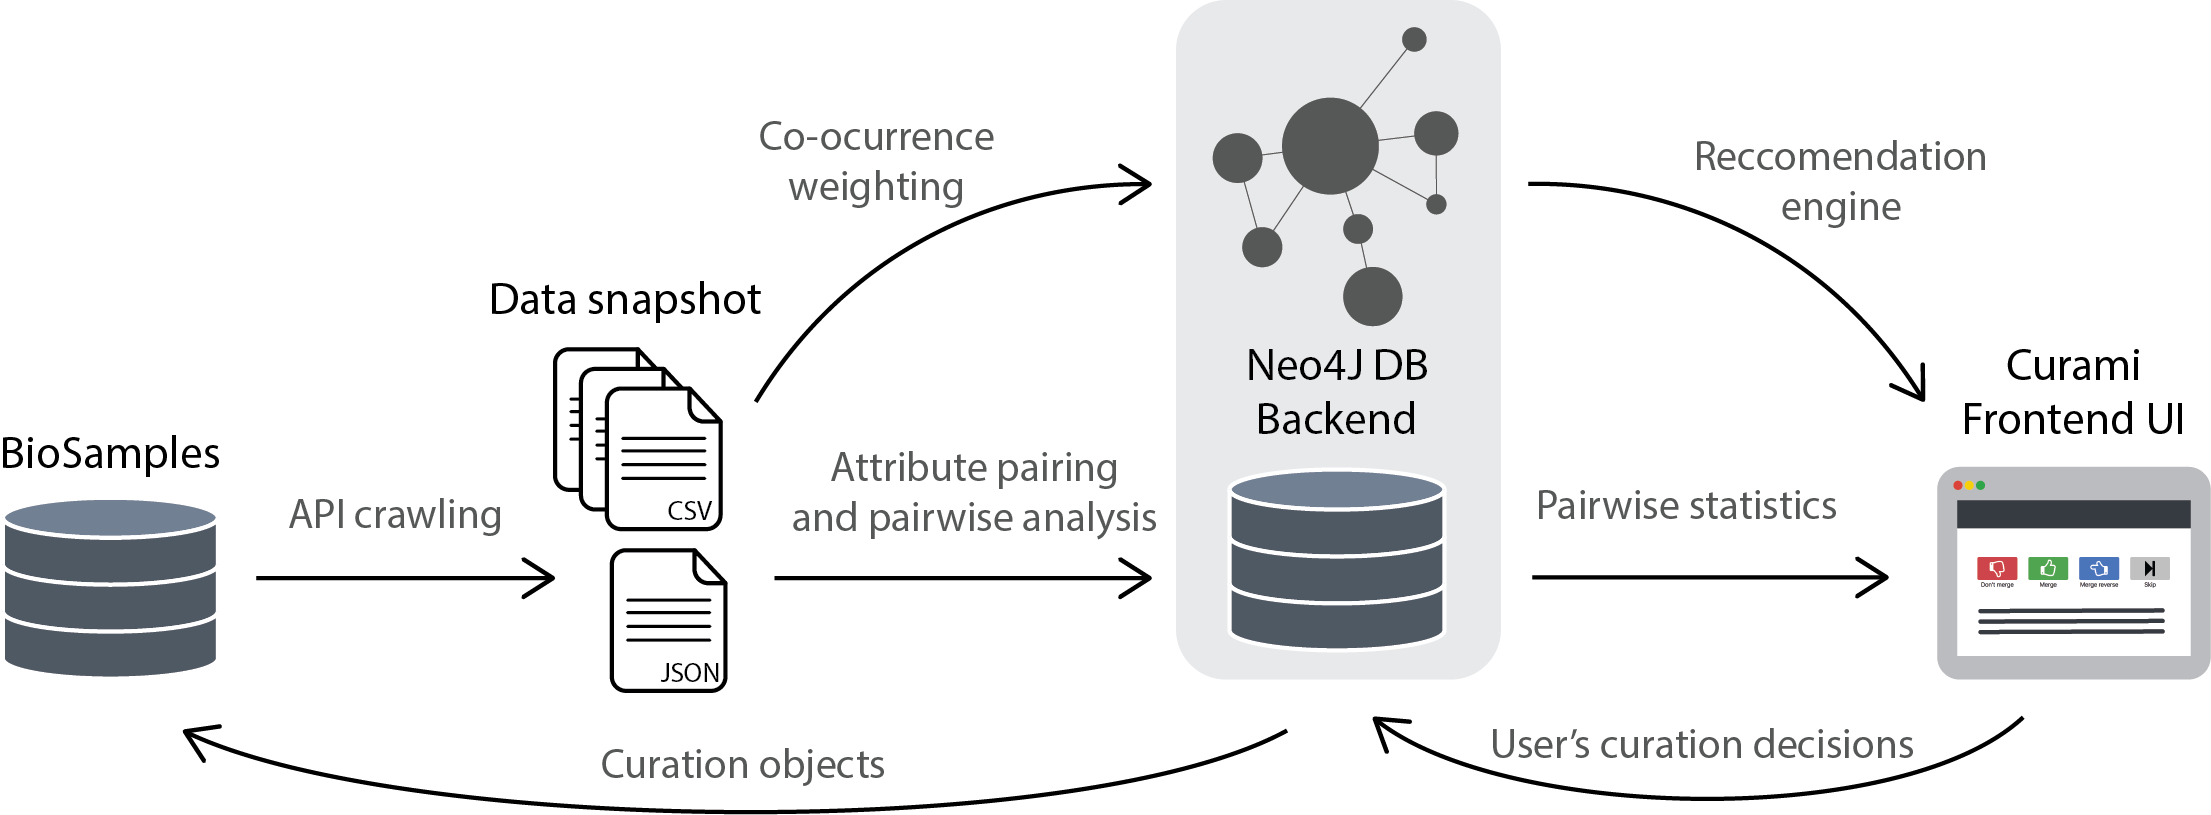 Co-ocurrence
weighting
Reccomendation
engine
Data snapshot
Neo4J DB
Backend
Curami
Frontend UI
BioSamples
API crawling
CSV
Attribute pairing
and pairwise analysis
Pairwise statistics
Don't merge
Merge
Merge reverse
Skip
JSON
Curation objects
User's curation decisions